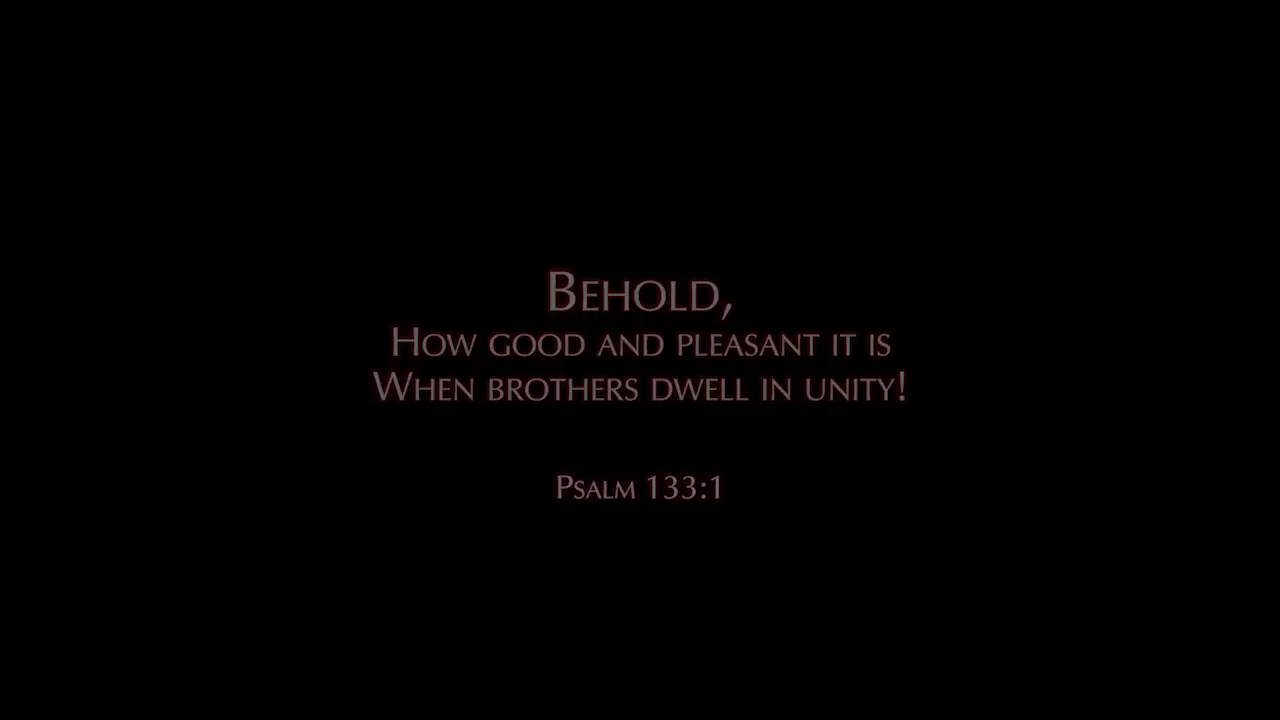 Behold,
How good and pleasant it is
When brothers dwell in unity!
Psalm 133:1